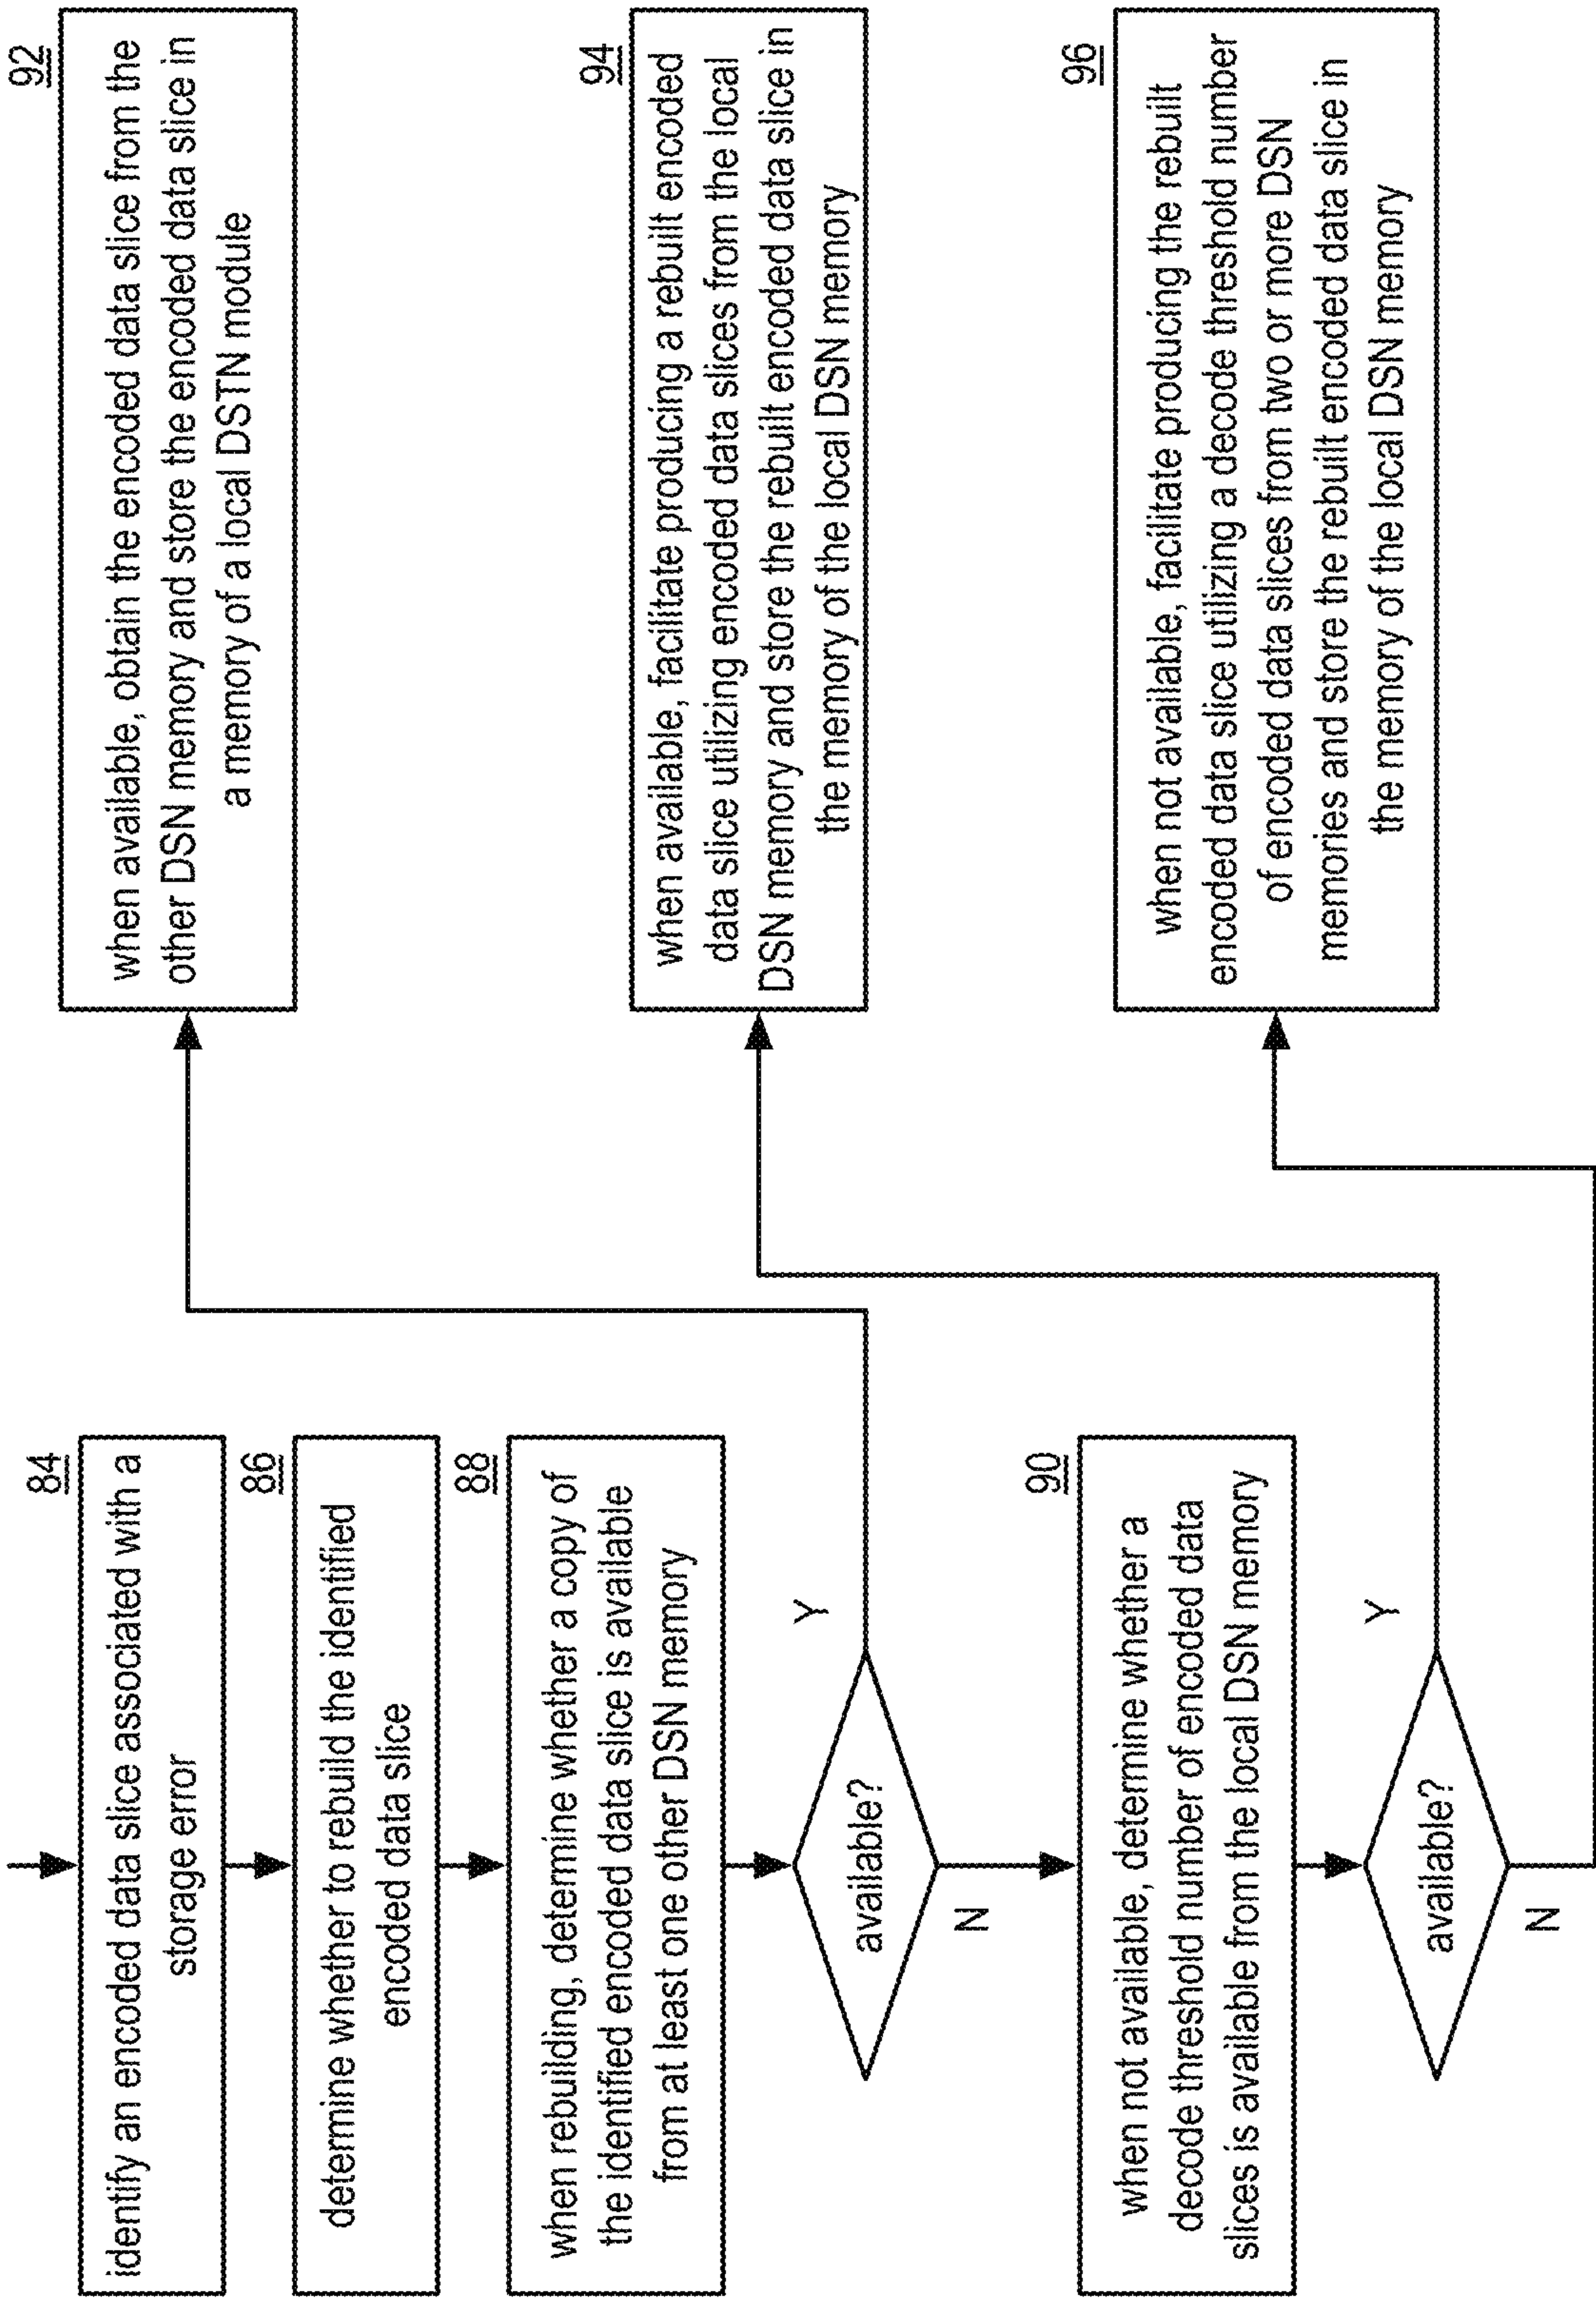 84
identify an encoded data slice associated with a
storage error
86
determine whether to rebuild the identified
encoded data slice
88
when rebuilding, determine whether a copy of
the identified encoded data slice is available
from at least one other DSN memory
available?
Y
N
90
when not available, determine whether a
decode threshold number of encoded data
slices is available from the local DSN memory
available?
Y
N
92
when available, obtain the encoded data slice from the
other DSN memory and store the encoded data slice in
a memory of a local DSTN module
94
when available, facilitate producing a rebuilt encoded
data slice utilizing encoded data slices from the local
DSN memory and store the rebuilt encoded data slice in
the memory of the local DSN memory
96
when not available, facilitate producing the rebuilt
encoded data slice utilizing a decode threshold number
of encoded data slices from two or more DSN
memories and store the rebuilt encoded data slice in
the memory of the local DSN memory